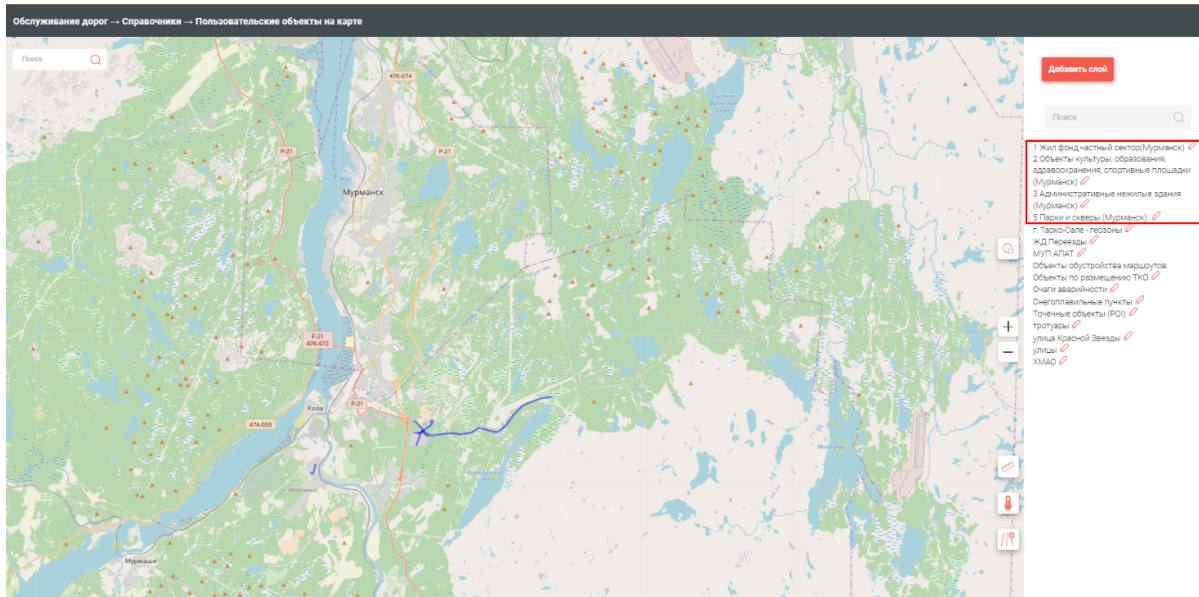 Обслуживание дорог → Справочники → Пользовательские объекты на карте
Поиск
Добавить слой
Поиск
1 Жил фонд,частный сектор(Мурманск)
2 Объекты культуры, образования,
здравоохранения, спортивные площадки
(Мурманск)
3 Административные нежилые здания
(Мурманск)
5 Парки и скверы (Мурманск)
г. Тарко-Сале - геозоны
ЖД Переезды
МУП АПАТ
Объекты обустройства маршрутов
Объекты по размещению ТКО
Очаги аварийности
Снегоплавильные пункты
Точечные объекты (POI)
тротуары
улица Красной Звезды
улицы
ХМАО
47К-074
Р-21
Р-21
Мурманск
Р-21
47К-072
Кола
Р-21
47А-059
Молочный
Мурмаши
+
−